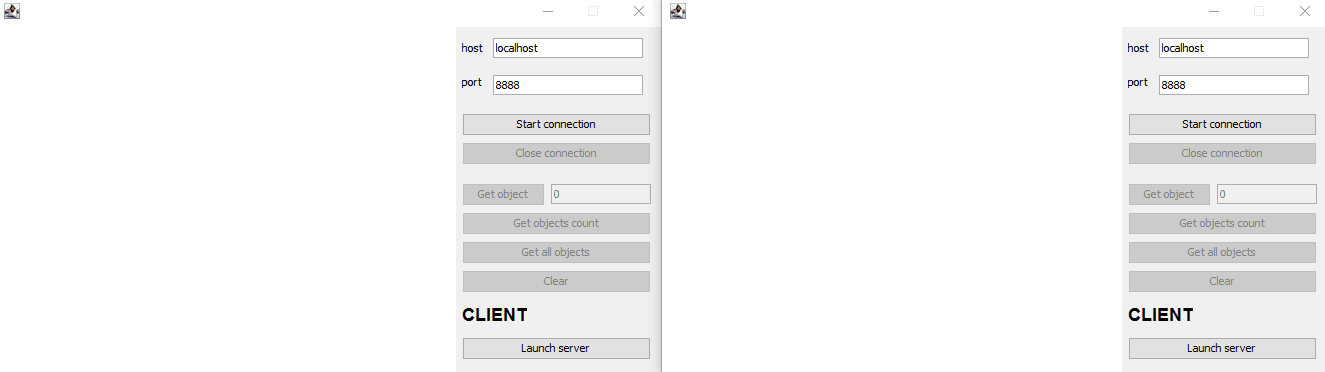 host localhost
port 8888
Start connection
Close connection
Get object 0
Get objects count
Get all objects
Clear
CLIENT
Launch server
host localhost
port 8888
Start connection
Close connection
Get object 0
Get objects count
Get all objects
Clear
CLIENT
Launch server